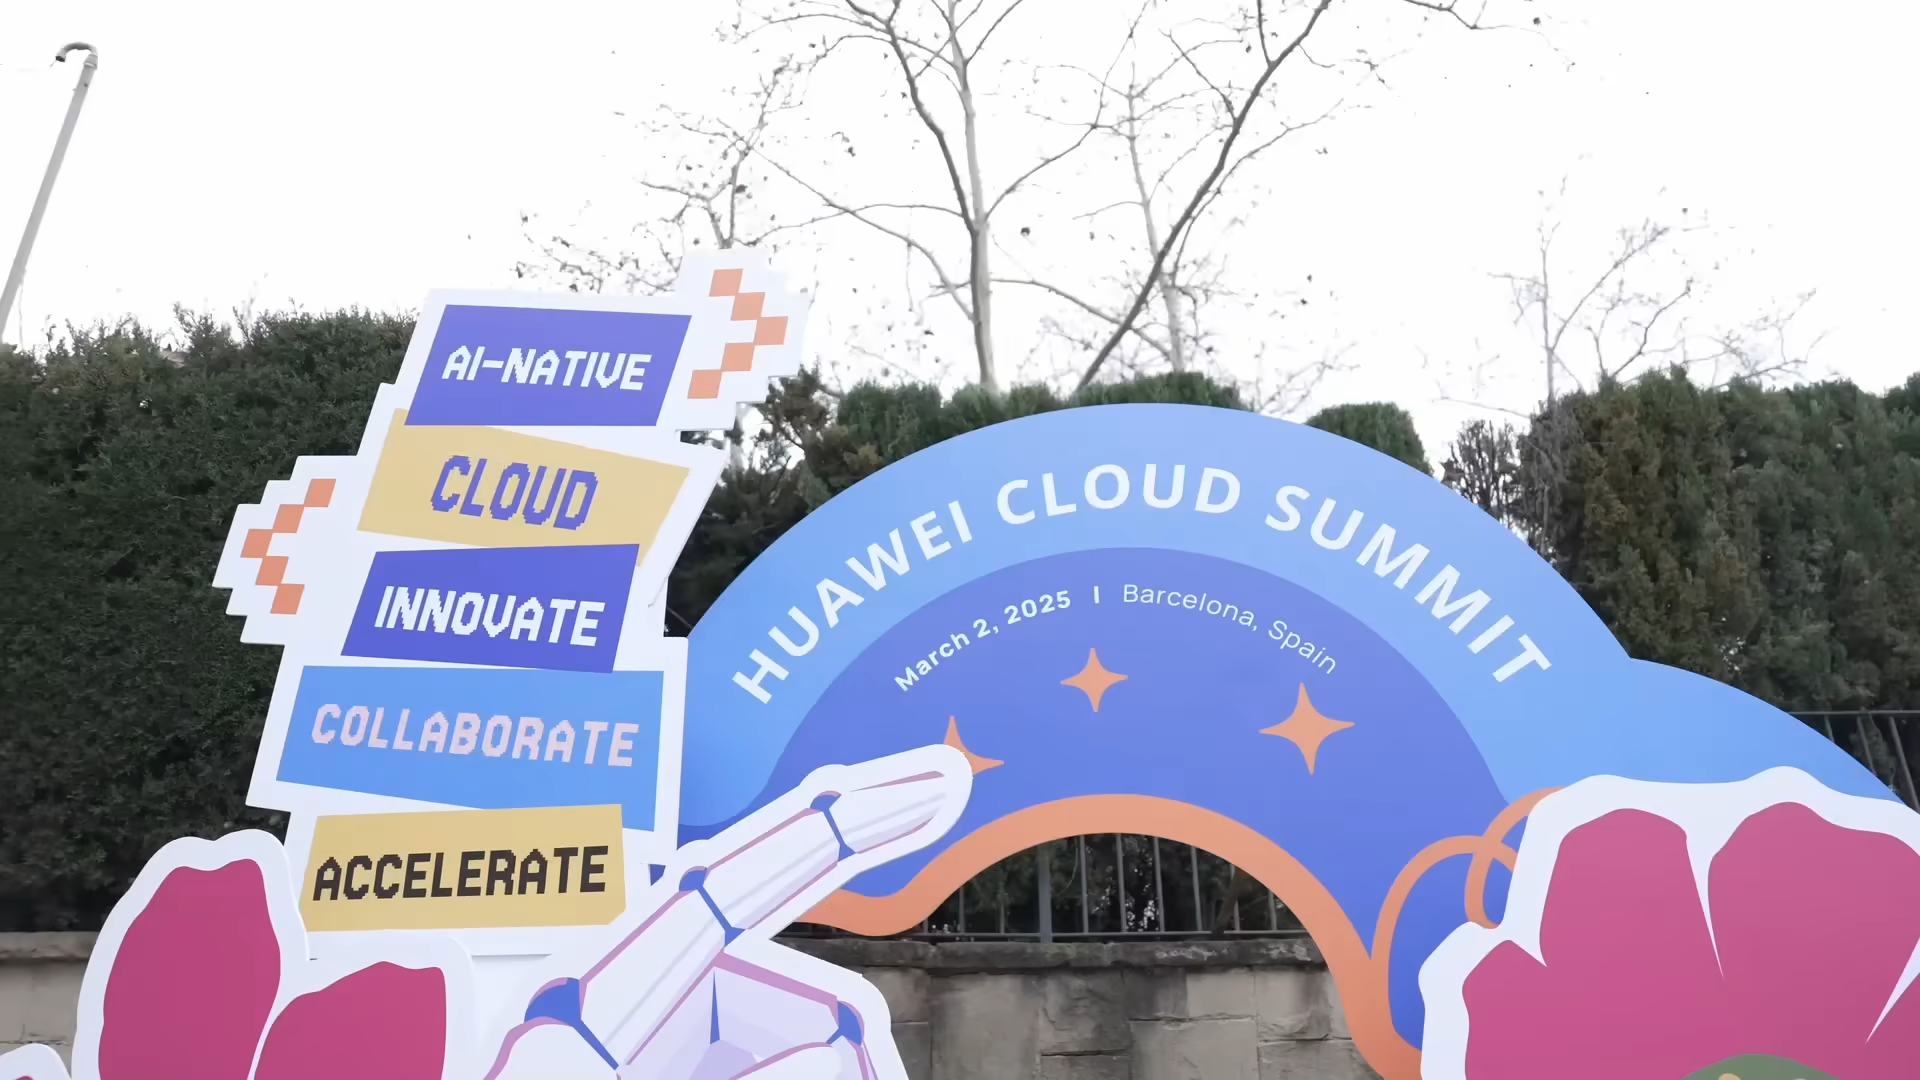 AI-NATIVE
CLOUD
INNOVATE
COLLABORATE
ACCELERATE
HUAWEI CLOUD SUMMIT
March 2, 2025 | Barcelona, Spain